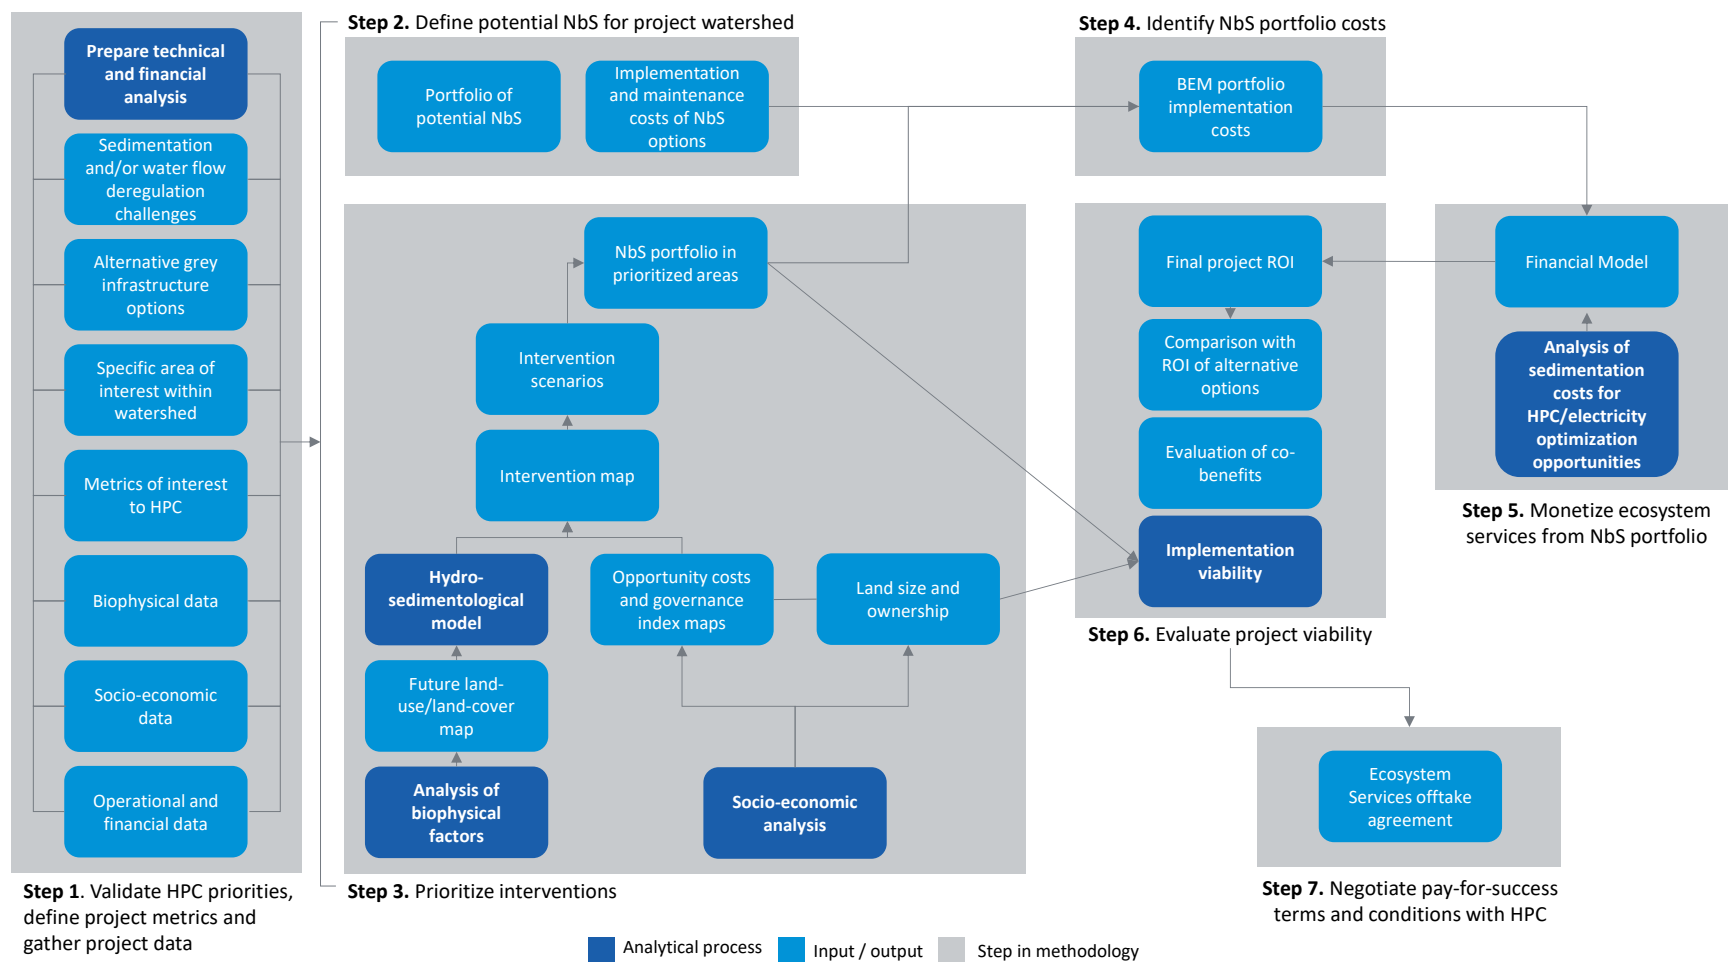 Prepare technical
and financial
analysis
Sedimentation
and/or water flow
deregulation
challenges
Alternative grey
infrastructure
options
Specific area of
interest within
watershed
Metrics of interest
to HPC
Biophysical data
Socio-economic
data
Operational and
financial data
Step 1. Validate HPC priorities,
define project metrics and
gather project data
Step 2. Define potential NbS for project watershed
Portfolio of
potential NbS
Implementation
and maintenance
costs of NbS
options
NbS portfolio in
prioritized areas
Intervention
scenarios
Intervention map
Hydro-
sedimentological
model
Opportunity costs
and governance
index maps
Land size and
ownership
Future land-
use/land-cover
map
Analysis of
biophysical
factors
Socio-economic
analysis
Step 3. Prioritize interventions
Step 4. Identify NbS portfolio costs
BEM portfolio
implementation
costs
Final project ROI
Comparison with
ROI of alternative
options
Evaluation of co-
benefits
Implementation
viability
Step 6. Evaluate project viability
Financial Model
Analysis of
sedimentation
costs for
HPC/electricity
optimization
opportunities
Step 5. Monetize ecosystem
services from NbS portfolio
Ecosystem
Services offtake
agreement
Step 7. Negotiate pay-for-success
terms and conditions with HPC
Analytical process
Input / output
Step in methodology